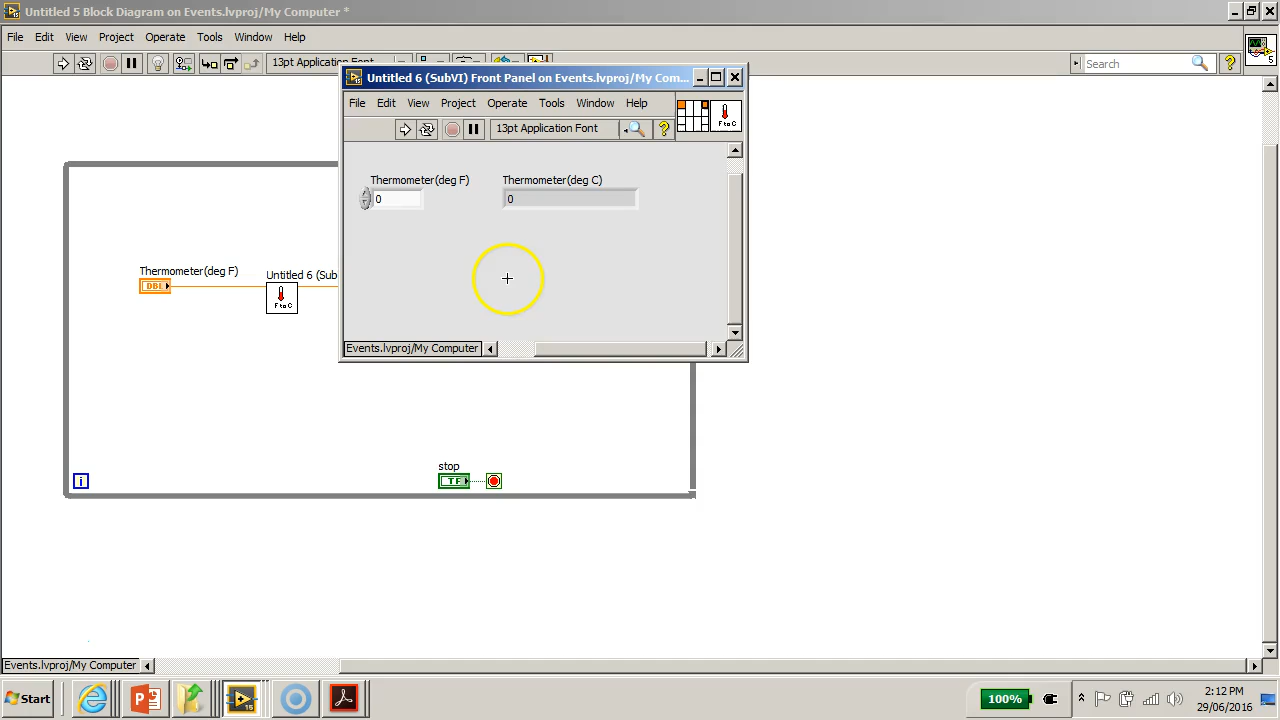 Untitled 5 Block Diagram on Events.lvproj/My Computer *
File Edit View Project Operate Tools Window Help
13pt Application Font
Search
Untitled 6 (SubVI) Front Panel on Events.lvproj/My Com...
File Edit View Project Operate Tools Window Help
13pt Application Font
F to C
Thermometer(deg F) Thermometer(deg C)
0 0
Thermometer(deg F)
DBL
Untitled 6 (Sub
F to C
Events.lvproj/My Computer
stop
TF
i
Events.lvproj/My Computer
Start
15
100%
2:12 PM
29/06/2016